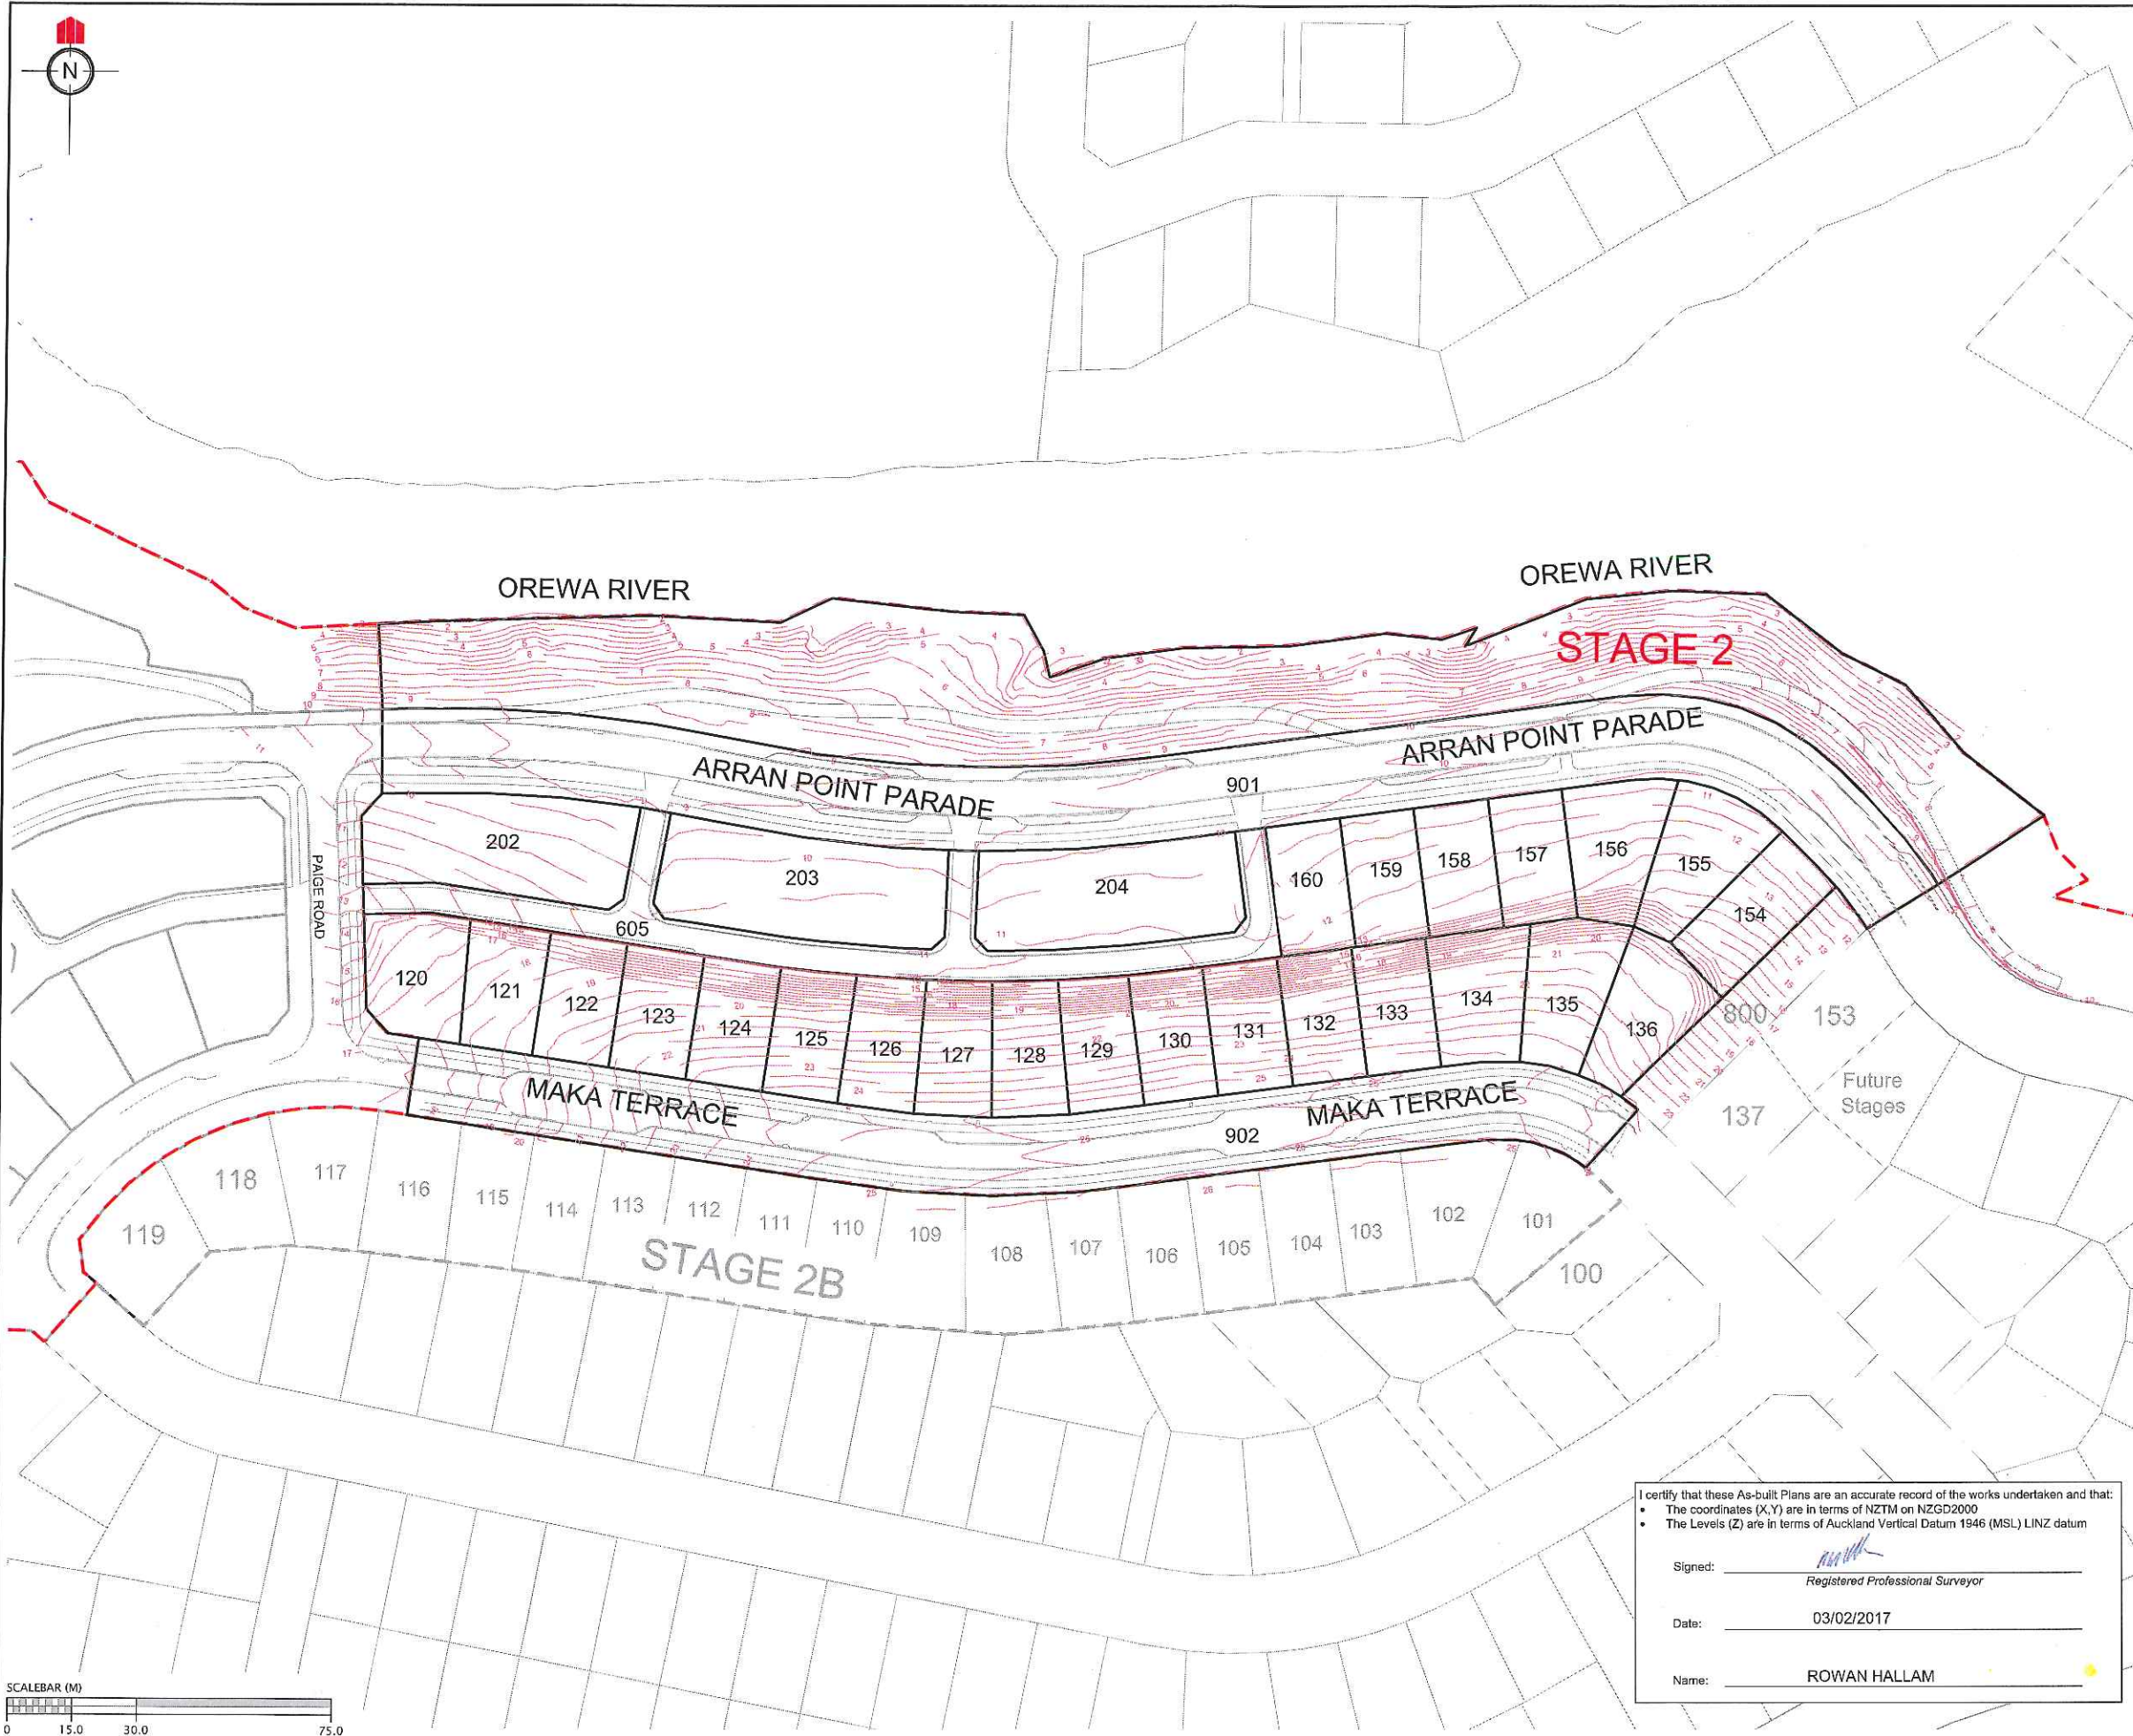 N
OREWA RIVER
OREWA RIVER
STAGE 2
ARRAN POINT PARADE
ARRAN POINT PARADE
901
202
203
204
160
159
158
157
156
155
154
PAIGE ROAD
605
120
121
122
123
124
125
126
127
128
129
130
131
132
133
134
135
136
800
153
137
Future
Stages
MAKA TERRACE
MAKA TERRACE
902
119
118
117
116
115
114
113
112
111
110
109
108
107
106
105
104
103
102
101
100
STAGE 2B
I certify that these As-built Plans are an accurate record of the works undertaken and that:
• The coordinates (X,Y) are in terms of NZTM on NZGD2000
• The Levels (Z) are in terms of Auckland Vertical Datum 1946 (MSL) LINZ datum
Signed:
Registered Professional Surveyor
Date: 03/02/2017
Name: ROWAN HALLAM
SCALEBAR (M)
0 15.0 30.0 75.0